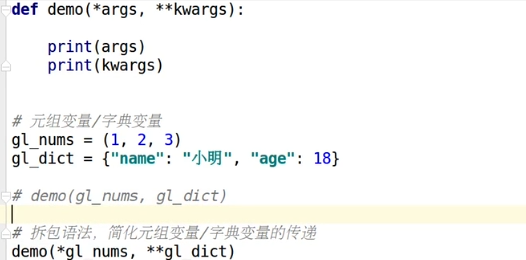 def demo(*args, **kwargs):
print(args)
print(kwargs)
# 元组变量/字典变量
gl_nums = (1, 2, 3)
gl_dict = {"name": "小明", "age": 18}
# demo(gl_nums, gl_dict)
# 拆包语法，简化元组变量/字典变量的传递
demo(*gl_nums, **gl_dict)